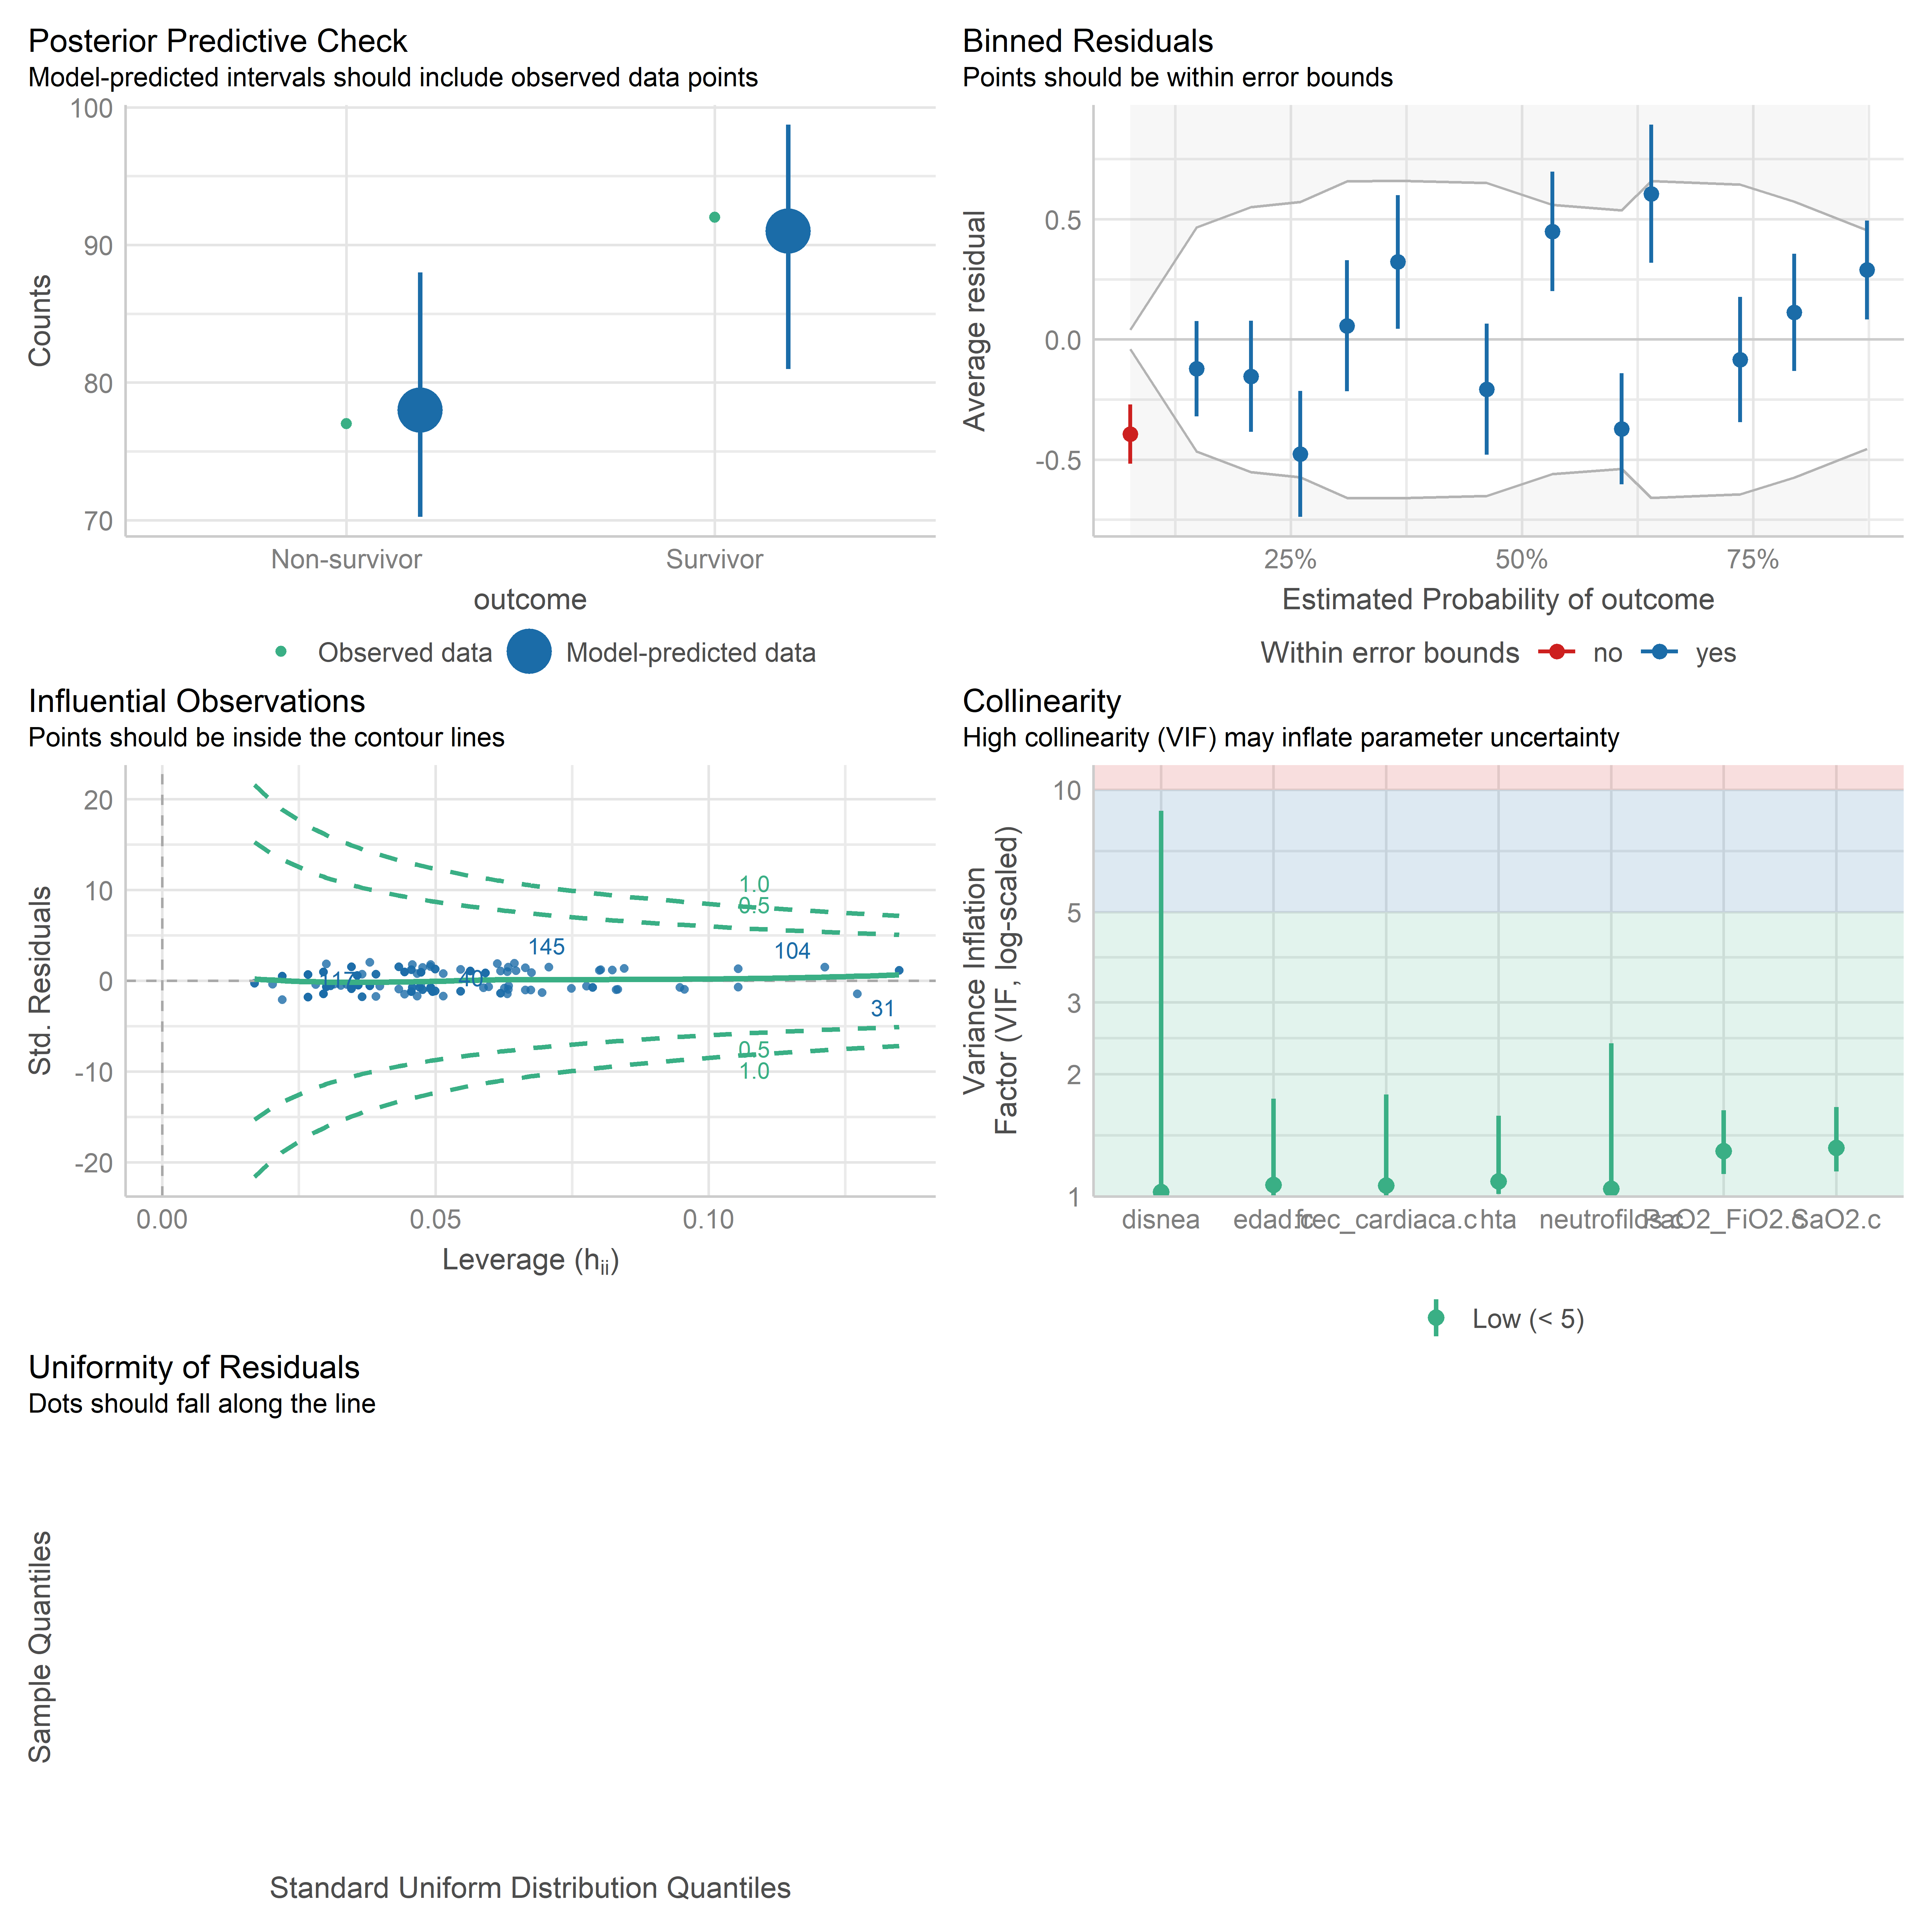 Posterior Predictive Check
Model-predicted intervals should include observed data points
100
90
80
70
Counts
Non-survivor
Survivor
outcome
Observed data
Model-predicted data
Binned Residuals
Points should be within error bounds
0.5
0.0
-0.5
Average residual
25%
50%
75%
Estimated Probability of outcome
Within error bounds
no
yes
Influential Observations
Points should be inside the contour lines
20
10
0
-10
-20
Std. Residuals
1.0
0.5
145
104
117
40
31
0.5
1.0
0.00
0.05
0.10
Leverage (hii)
Collinearity
High collinearity (VIF) may inflate parameter uncertainty
10
5
3
2
1
Variance Inflation
Factor (VIF, log-scaled)
disnea
edad.c
frec_cardiaca.c
hta
neutrofilos.c
PaO2_FiO2.c
SaO2.c
Low (< 5)
Uniformity of Residuals
Dots should fall along the line
Sample Quantiles
Standard Uniform Distribution Quantiles